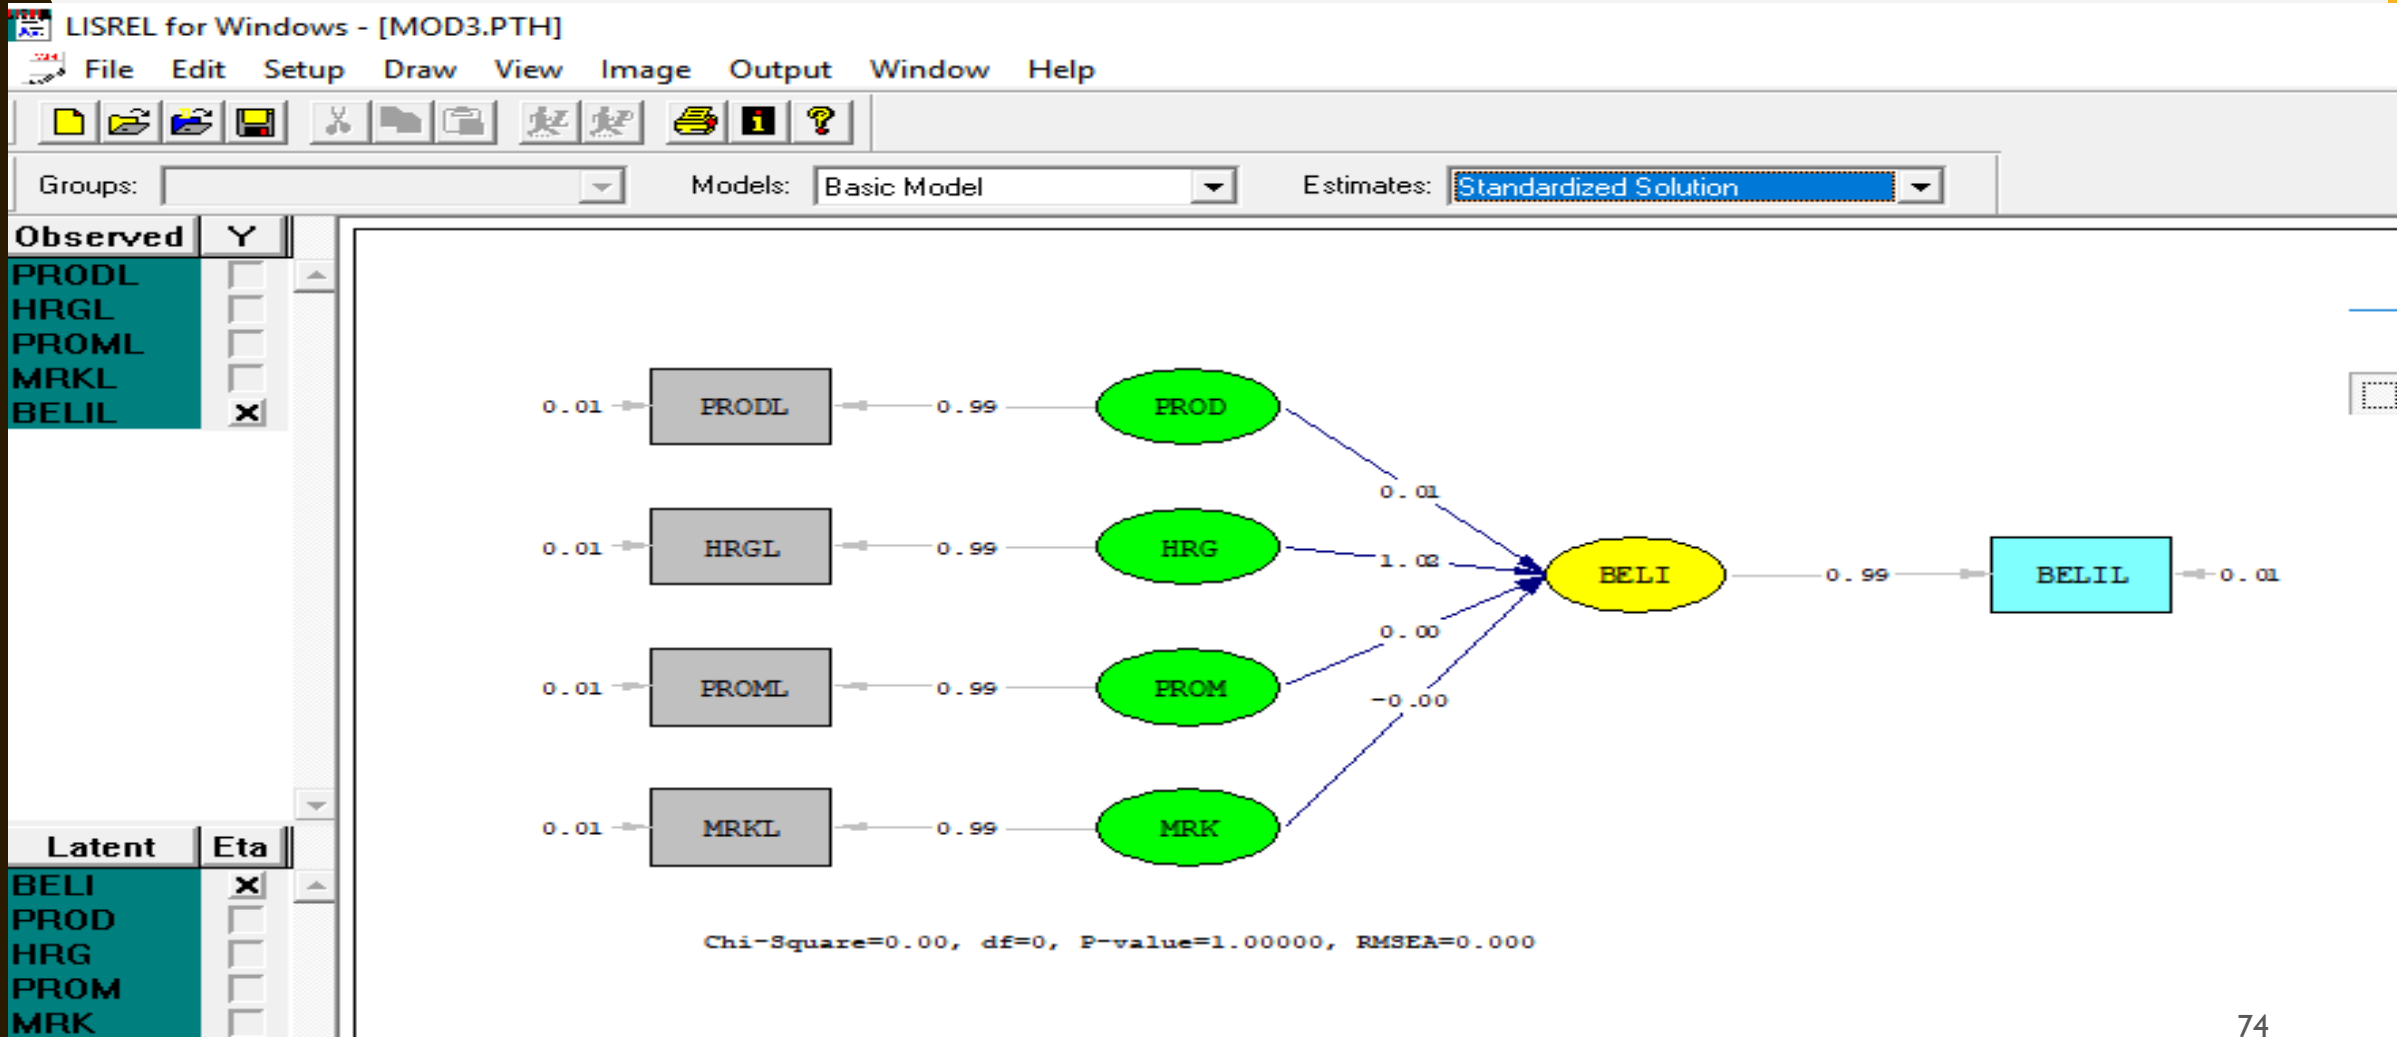 LISREL for Windows - [MOD3.PTH]
File Edit Setup Draw View Image Output Window Help
Groups: Models: Basic Model Estimates: Standardized Solution
Observed Y
PRODL
HRGL
PROML
MRKL
BELIL
0.01 PRODL 0.99 PROD
0.01
0.01 HRGL 0.99 HRG
1.02
BELI 0.99 BELIL 0.01
0.00
0.01 PROML 0.99 PROM
-0.00
0.01 MRKL 0.99 MRK
Latent Eta
BELI
PROD
HRG
PROM
MRK
Chi-Square=0.00, df=0, P-value=1.00000, RMSEA=0.000
74